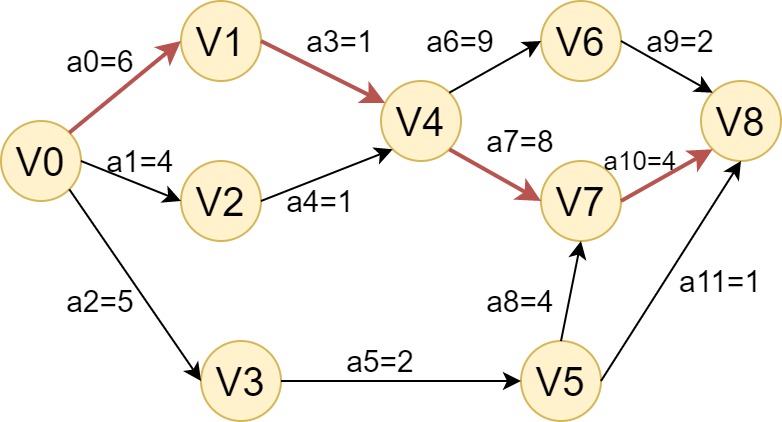 V1
a3=1
a6=9
V6
a9=2
a0=6
V4
V8
a7=8
V0
a1=4
a10=4
V2
a4=1
V7
a2=5
a8=4
a11=1
V3
a5=2
V5